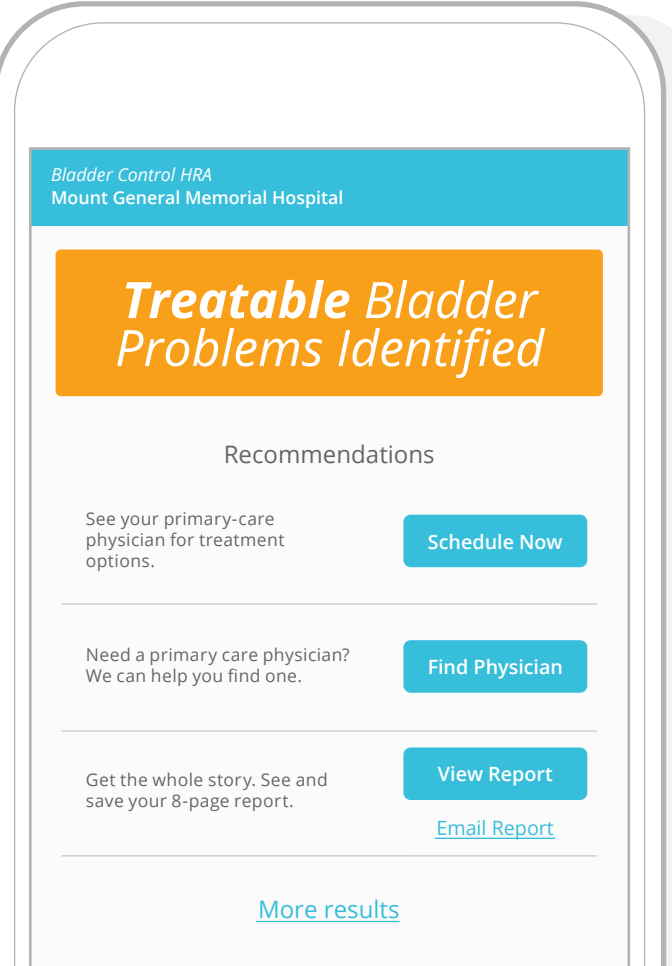 Bladder Control HRA
Mount General Memorial Hospital
Treatable Bladder
Problems Identified
Recommendations
See your primary-care
physician for treatment
options.
Schedule Now
Need a primary care physician?
We can help you find one.
Find Physician
Get the whole story. See and
save your 8-page report.
View Report
Email Report
More results